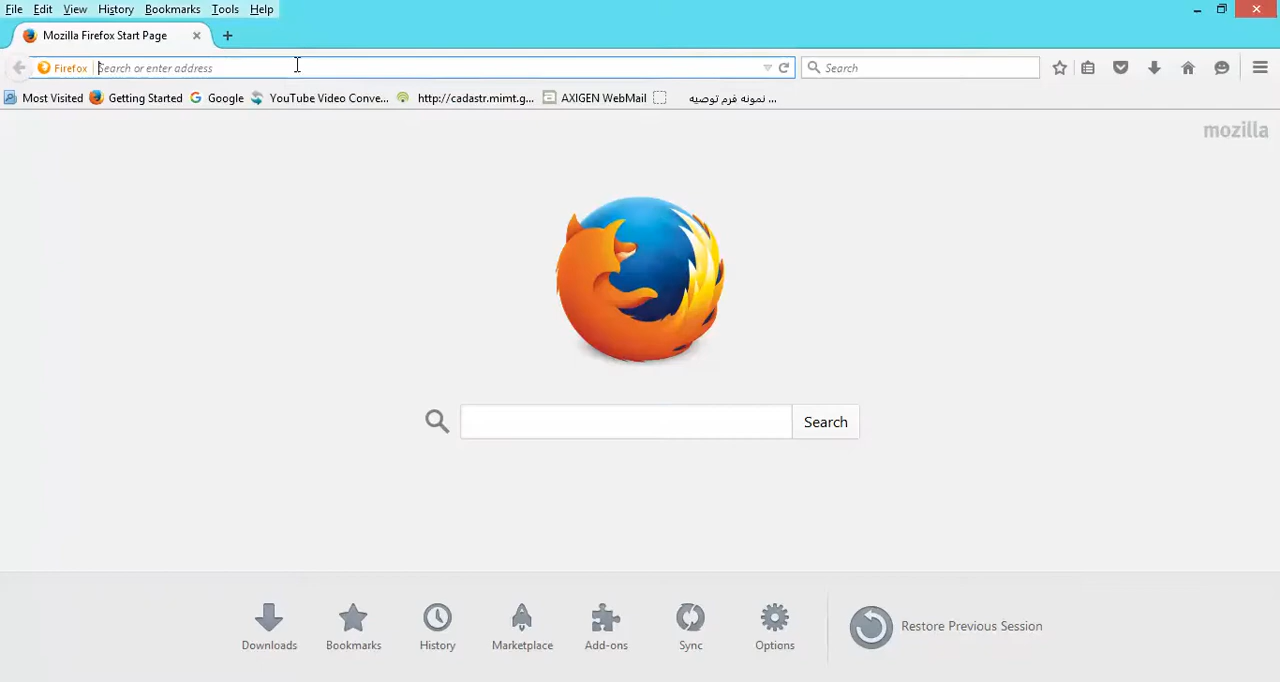 File Edit View History Bookmarks Tools Help
Mozilla Firefox Start Page
Firefox Search or enter address Search
Most Visited Getting Started Google YouTube Video Conve... http://cadastr.mimt.g... AXIGEN WebMail نمونه فرم توصیه ...
mozilla
Search
Downloads Bookmarks History Marketplace Add-ons Sync Options Restore Previous Session